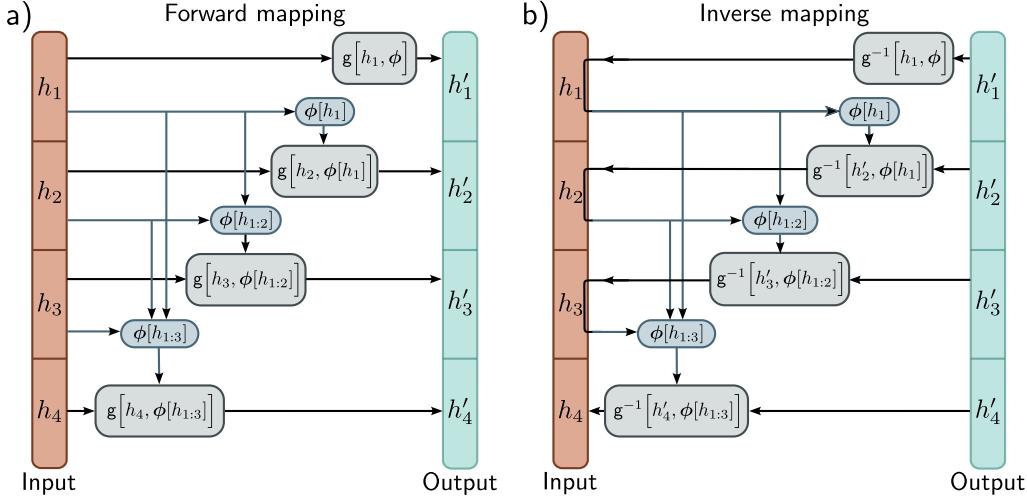 a)
Forward mapping
h₁
g[h₁, ϕ]
h′₁
ϕ[h₁]
h₂
g[h₂, ϕ[h₁]]
h′₂
ϕ[h₁:₂]
h₃
g[h₃, ϕ[h₁:₂]]
h′₃
ϕ[h₁:₃]
h₄
g[h₄, ϕ[h₁:₃]]
h′₄
Input
Output
b)
Inverse mapping
h₁
g⁻¹[h₁, ϕ]
h′₁
ϕ[h₁]
h₂
g⁻¹[h′₂, ϕ[h₁]]
h′₂
ϕ[h₁:₂]
h₃
g⁻¹[h′₃, ϕ[h₁:₂]]
h′₃
ϕ[h₁:₃]
h₄
g⁻¹[h′₄, ϕ[h₁:₃]]
h′₄
Input
Output